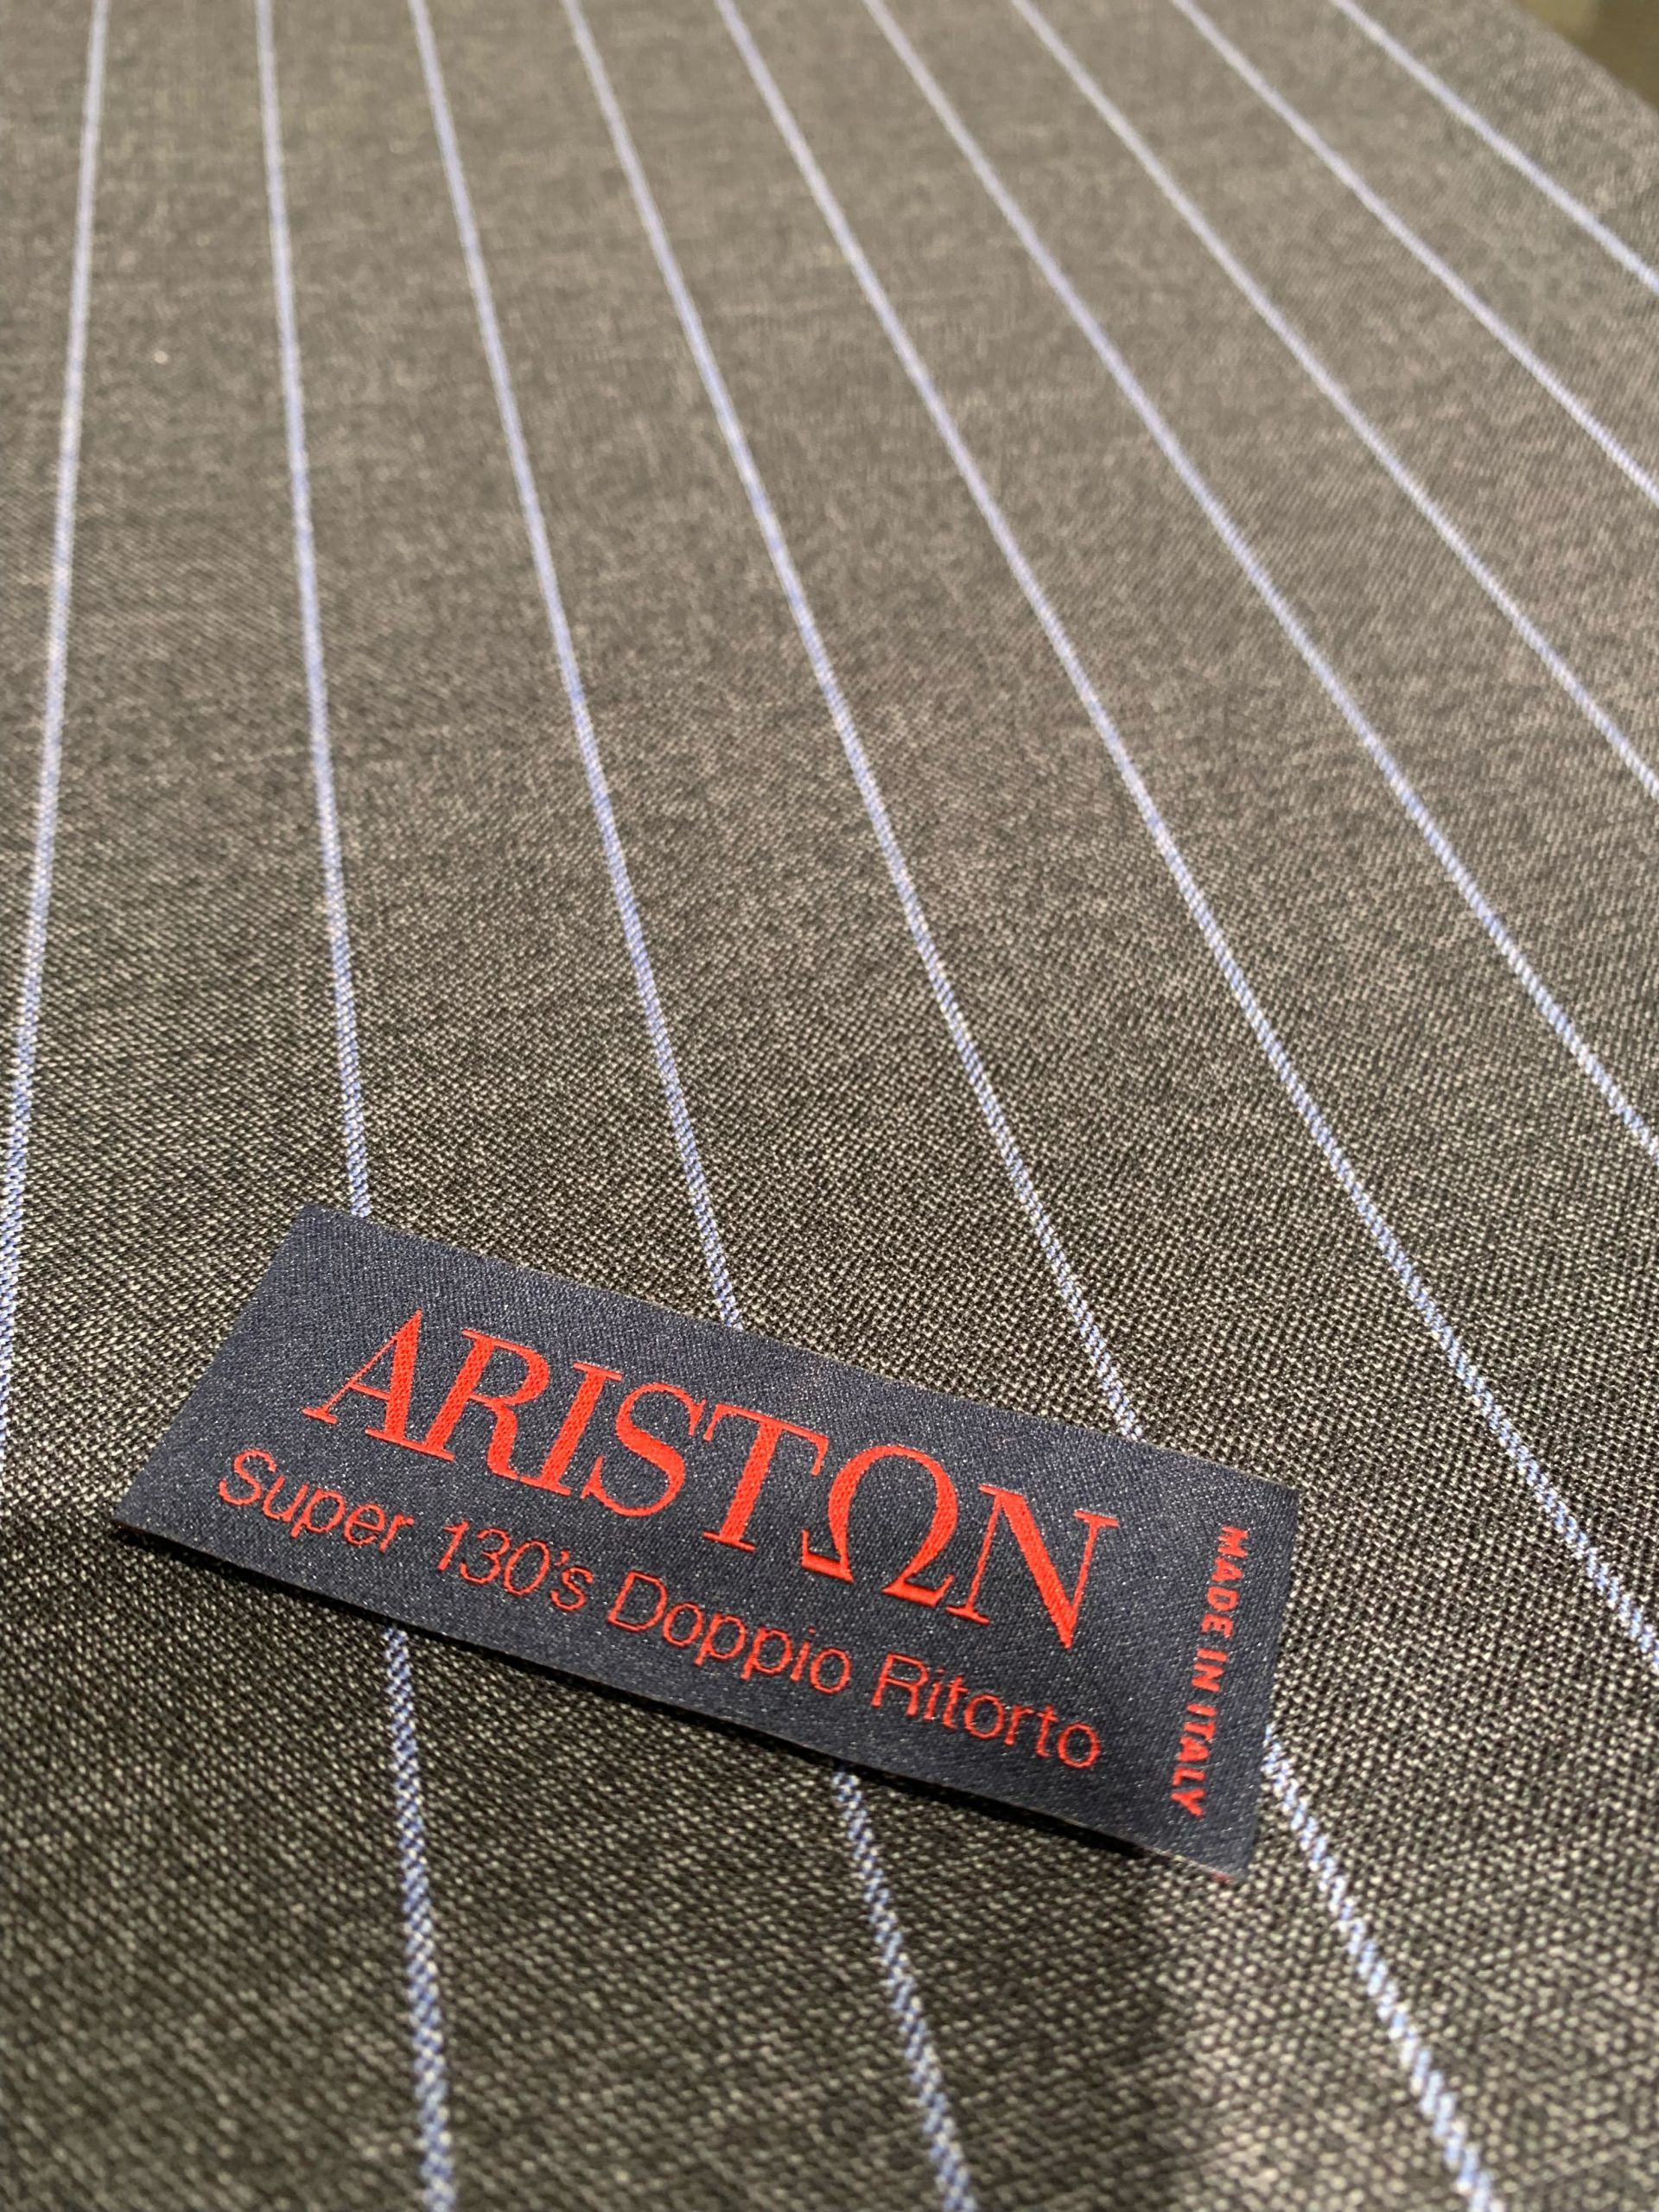 ARISTΩN
Super 130's Doppio Ritorto
MADE IN ITALY